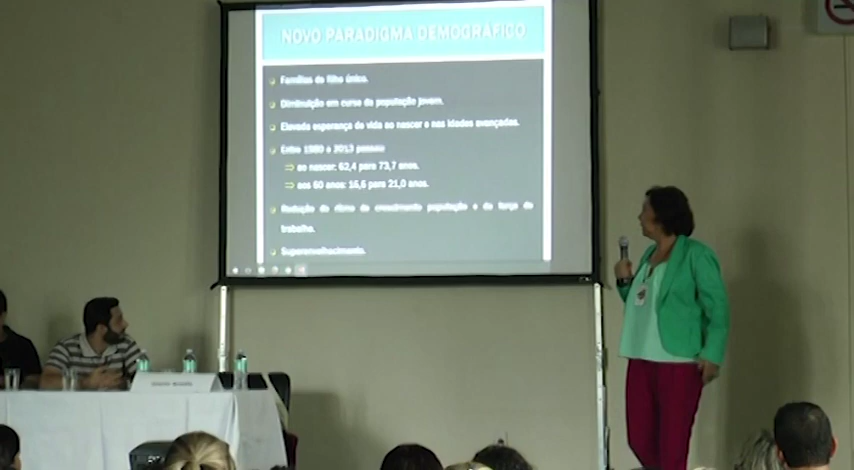 NOVO PARADIGMA DEMOGRÁFICO
Famílias de filho único.
Diminuição em curso da população jovem.
Elevada esperança de vida ao nascer e nas idades avançadas.
Entre 1980 e 2013 passou
ao nascer: 62,4 para 73,7 anos.
aos 60 anos: 15,6 para 21,0 anos.
Redução do ritmo de crescimento população e da força de
trabalho.
Superenvelhecimento.